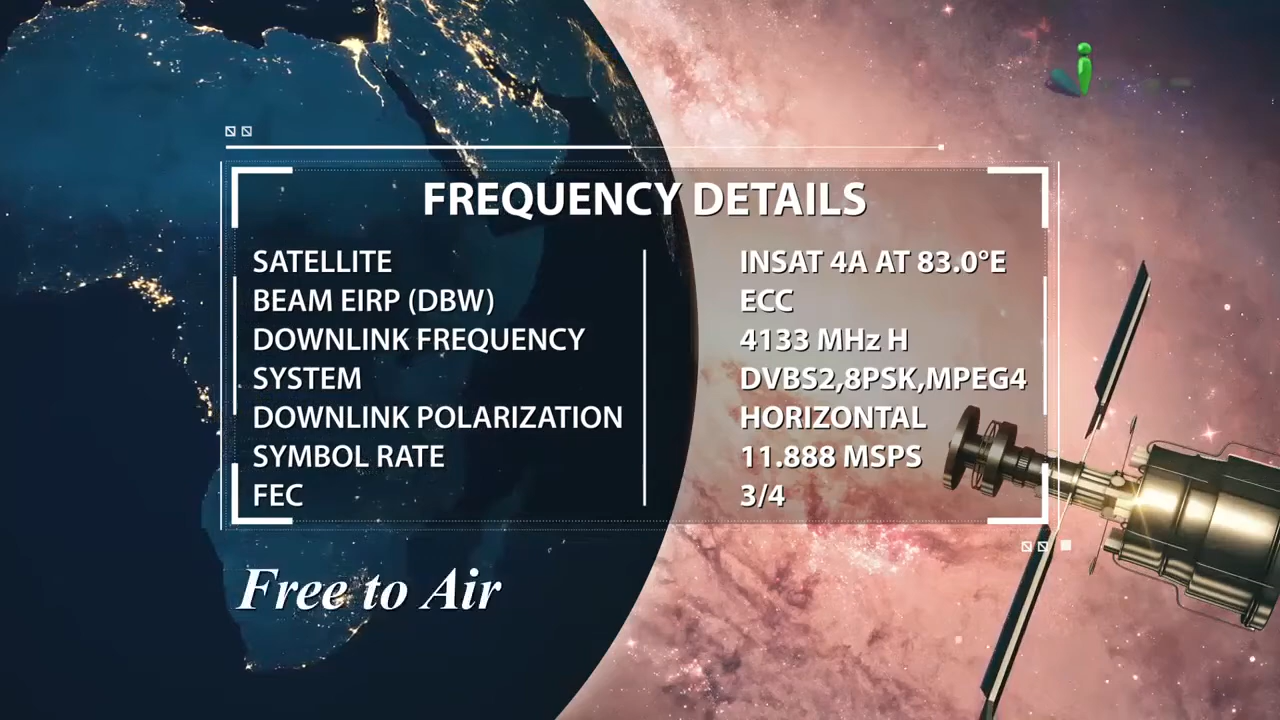 FREQUENCY DETAILS
SATELLITE INSAT 4A AT 83.0°E
BEAM EIRP (DBW) ECC
DOWNLINK FREQUENCY 4133 MHz H
SYSTEM DVBS2,8PSK,MPEG4
DOWNLINK POLARIZATION HORIZONTAL
SYMBOL RATE 11.888 MSPS
FEC 3/4
Free to Air